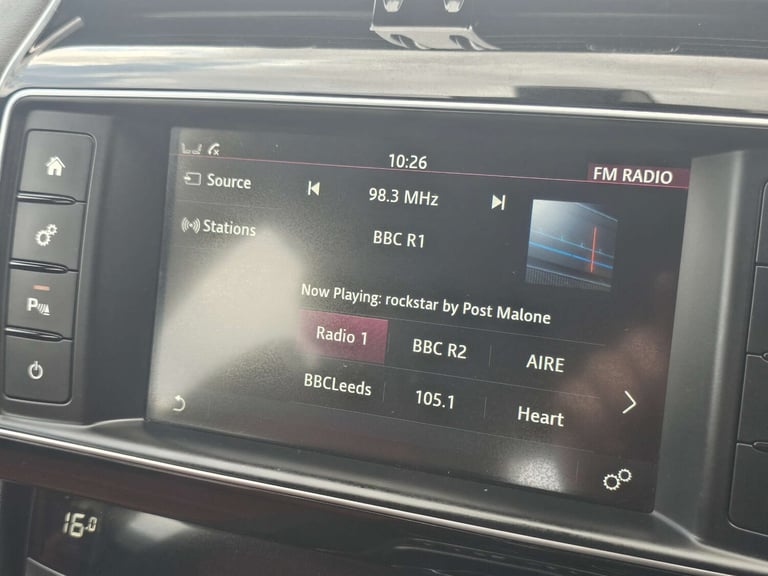 10:26
FM RADIO
Source
98.3 MHz
Stations
BBC R1
Now Playing: rockstar by Post Malone
Radio 1 BBC R2 AIRE
BBCLeeds 105.1 Heart
P
16.0